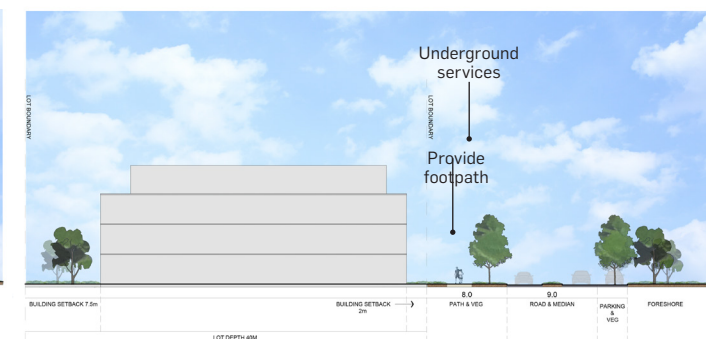 Underground
services
LOT BOUNDARY
LOT BOUNDARY
Provide
footpath
8.0
9.0
BUILDING SETBACK 7.5m
BUILDING SETBACK
2m
PATH & VEG
ROAD & MEDIAN
PARKING
&
VEG
FORESHORE
LOT DEPTH 40M